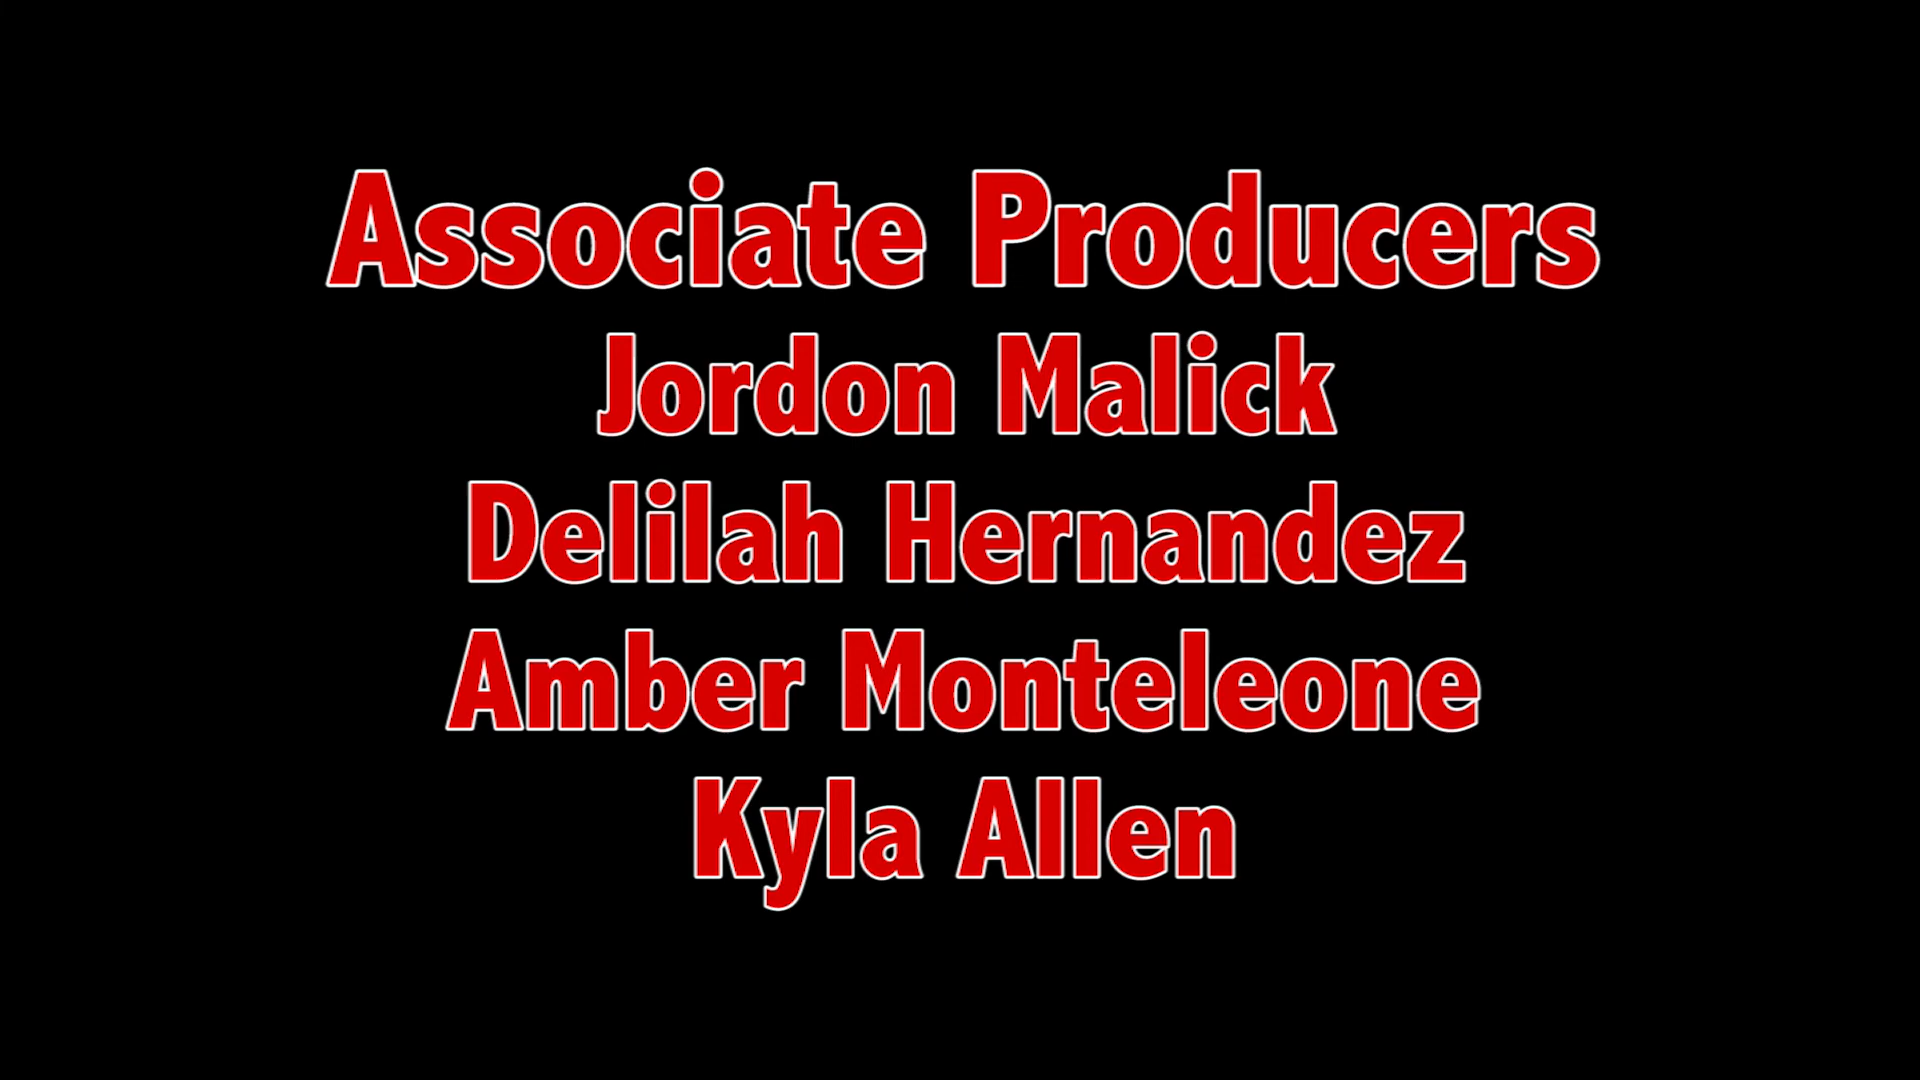 Associate Producers
Jordon Malick
Delilah Hernandez
Amber Monteleone
Kyla Allen